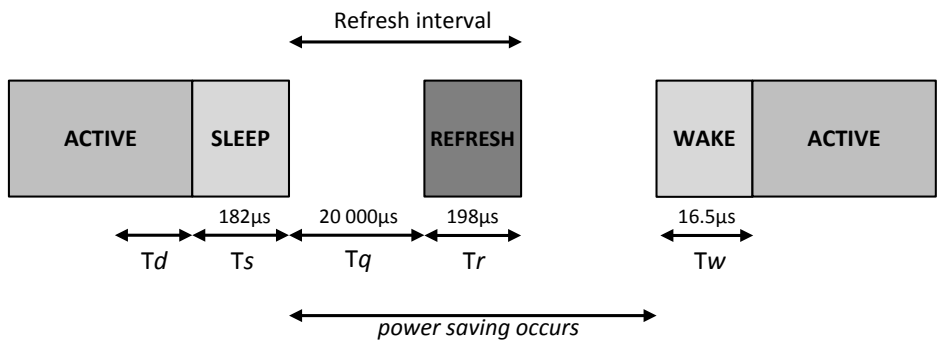 Refresh interval
ACTIVE SLEEP REFRESH WAKE ACTIVE
182µs 20 000µs 198µs 16.5µs
Td Ts Tq Tr Tw
power saving occurs